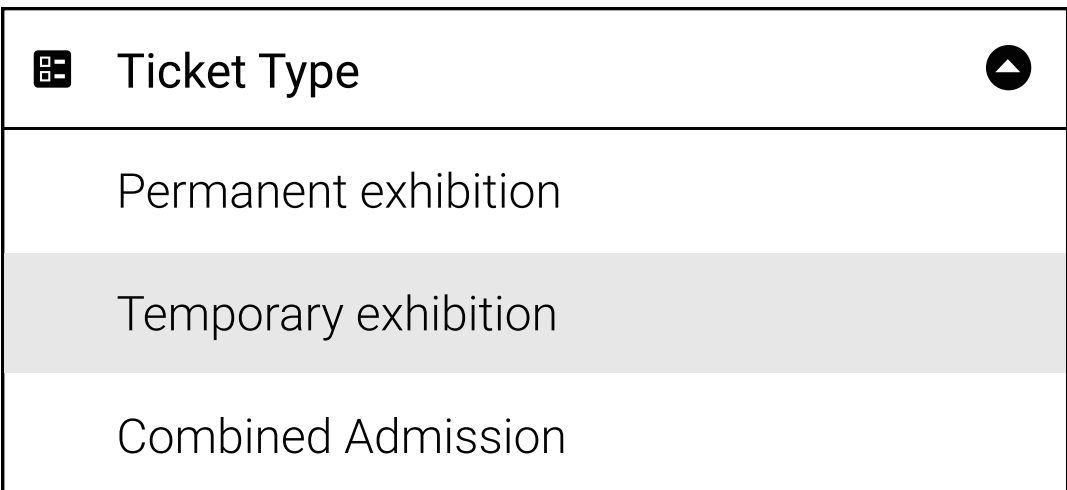 Ticket Type
Permanent exhibition
Temporary exhibition
Combined Admission